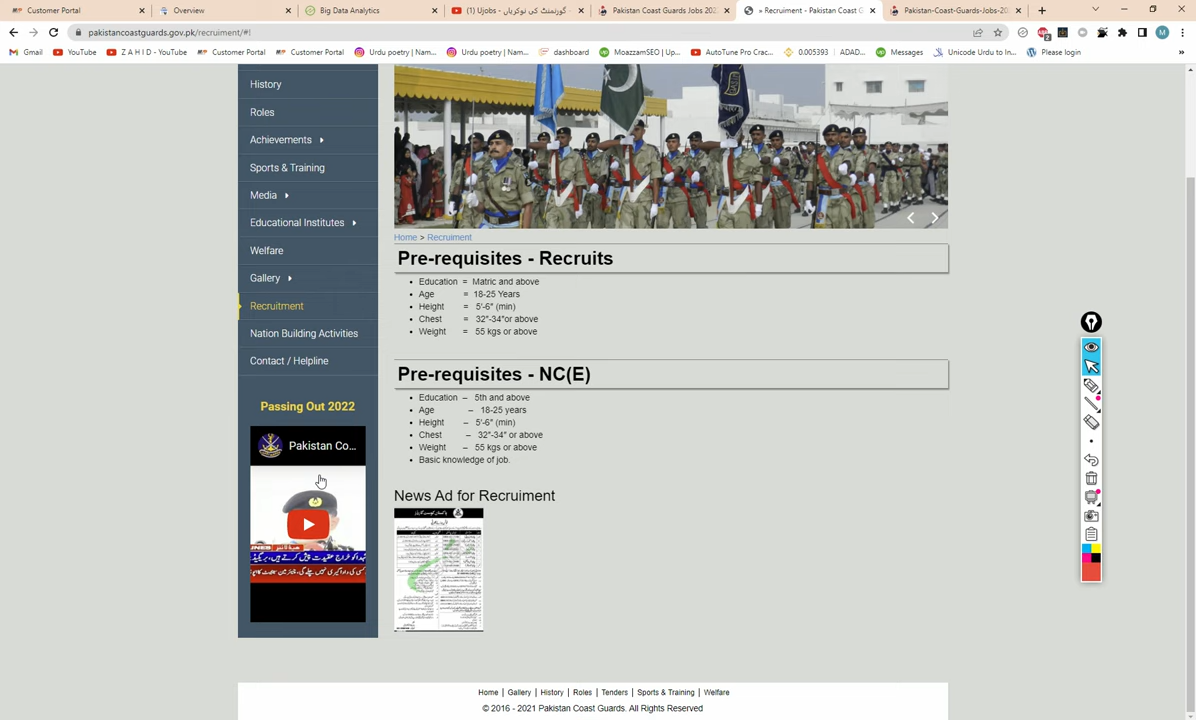 Customer Portal
Overview
Big Data Analytics
(1) Ujobs - گورنمنٹ کی نوکریاں
Pakistan Coast Guards Jobs 202
» Recruiment - Pakistan Coast G
Pakistan-Coast-Guards-Jobs-202
pakistancoastguards.gov.pk/recruiment/#!
Gmail
YouTube
Z A H I D - YouTube
Customer Portal
Customer Portal
Urdu poetry | Nam...
Urdu poetry | Nam...
dashboard
MoazzamSEO | Up...
AutoTune Pro Crac...
0.005393 | ADAD...
Messages
Unicode Urdu to In...
Please login
»
History
Roles
Achievements
Sports & Training
Media
Educational Institutes
Welfare
Gallery
Recruitment
Nation Building Activities
Contact / Helpline
Passing Out 2022
Pakistan Co...
Home > Recruiment
Pre-requisites - Recruits
Education = Matric and above
Age = 18-25 Years
Height = 5'-6" (min)
Chest = 32"-34"or above
Weight = 55 kgs or above
Pre-requisites - NC(E)
Education – 5th and above
Age – 18-25 years
Height – 5'-6" (min)
Chest – 32"-34" or above
Weight – 55 kgs or above
Basic knowledge of job.
News Ad for Recruiment
Home | Gallery | History | Roles | Tenders | Sports & Training | Welfare
© 2016 - 2021 Pakistan Coast Guards. All Rights Reserved